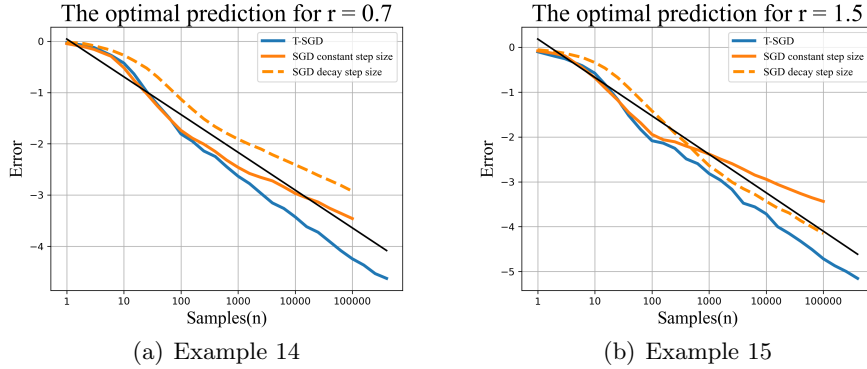 The optimal prediction for r = 0.7
T-SGD
SGD constant step size
SGD decay step size
0
−1
−2
−3
−4
Error
1
10
100
1000
10000
100000
Samples(n)
(a) Example 14
The optimal prediction for r = 1.5
T-SGD
SGD constant step size
SGD decay step size
0
−1
−2
−3
−4
−5
Error
1
10
100
1000
10000
100000
Samples(n)
(b) Example 15